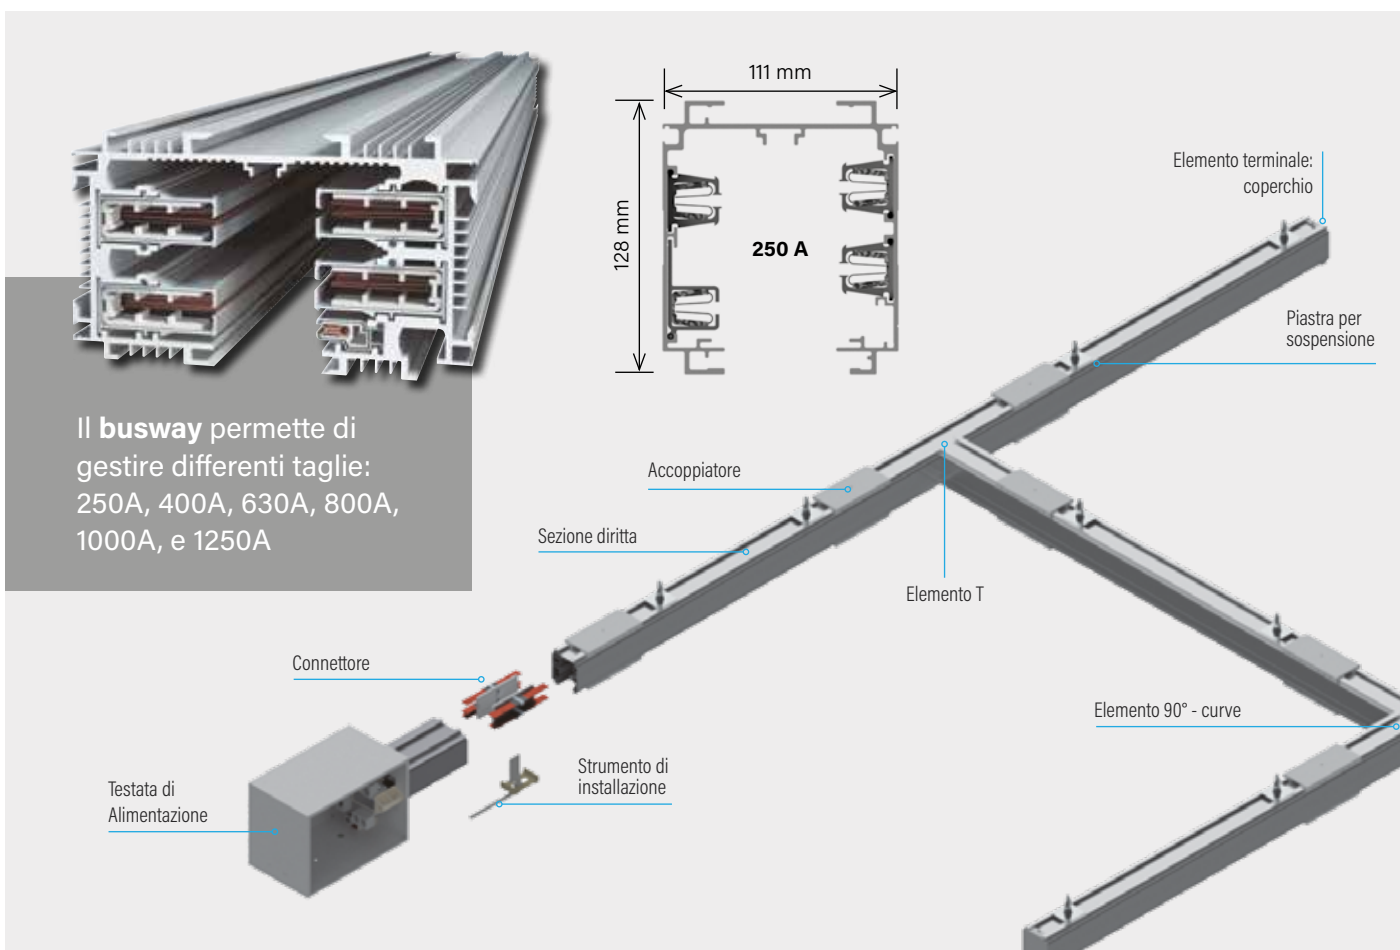 111 mm
128 mm
250 A
Il busway permette di
gestire differenti taglie:
250A, 400A, 630A, 800A,
1000A, e 1250A
Elemento terminale:
coperchio
Piastra per
sospensione
Accoppiatore
Sezione diritta
Elemento T
Connettore
Elemento 90° - curve
Strumento di
installazione
Testata di
Alimentazione